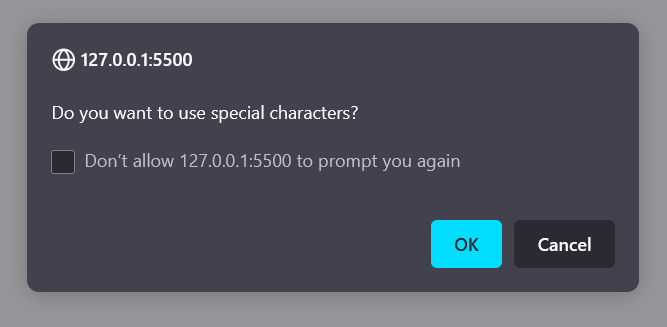 127.0.0.1:5500
Do you want to use special characters?
Don’t allow 127.0.0.1:5500 to prompt you again
OK Cancel